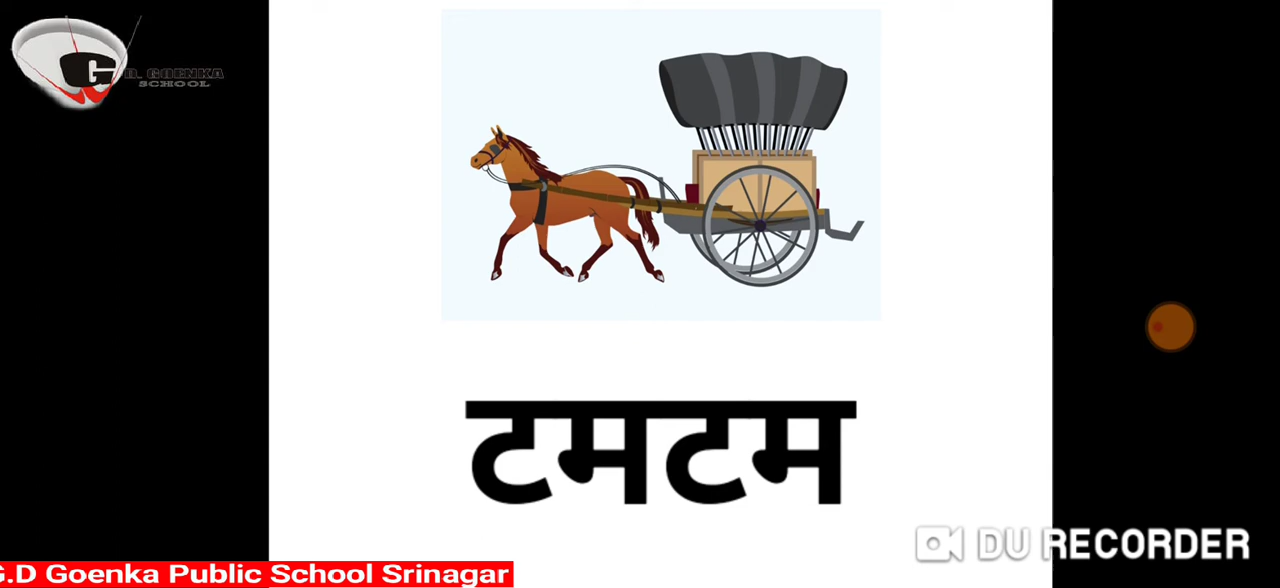 G
D. GOENKA
SCHOOL
टमटम
DU RECORDER
G.D Goenka Public School Srinagar